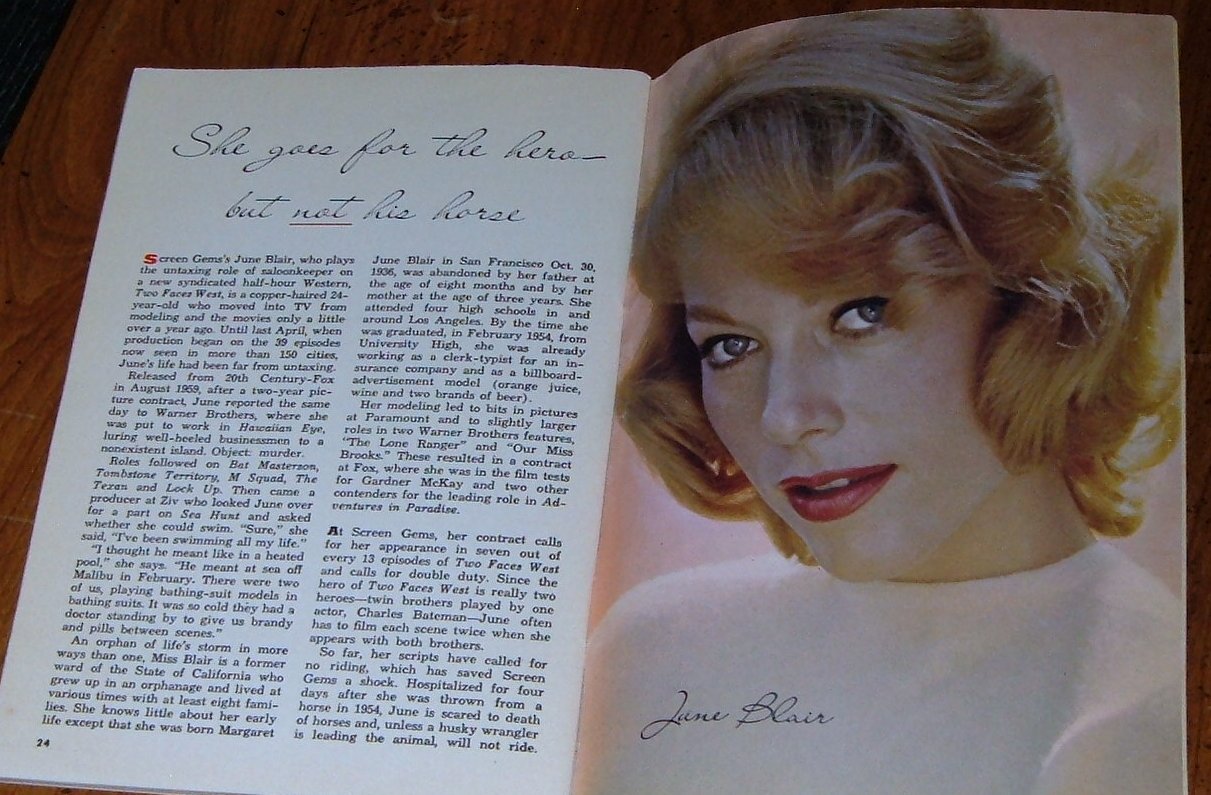 She goes for the hero—
but not his horse
Screen Gems's June Blair, who plays
the untaxing role of saloonkeeper on
a new syndicated half-hour Western,
Two Faces West, is a copper-haired 24-
year-old who moved into TV from
modeling and the movies only a little
over a year ago. Until last April, when
production began on the 39 episodes
now seen in more than 150 cities,
June's life had been far from untaxing.
Released from 20th Century-Fox
in August 1959, after a two-year pic-
ture contract, June reported the same
day to Warner Brothers, where she
was put to work in Hawaiian Eye,
luring well-heeled businessmen to a
nonexistent island. Object: murder.
Roles followed on Bat Masterson,
Tombstone Territory, M Squad, The
Texan and Lock Up. Then came a
producer at Ziv who looked June over
for a part on Sea Hunt and asked
whether she could swim. "Sure," she
said, "I've been swimming all my life."
"I thought he meant like in a heated
pool," she says. "He meant at sea off
Malibu in February. There were two
of us, playing bathing-suit models in
bathing suits. It was so cold they had a
doctor standing by to give us brandy
and pills between scenes."
An orphan of life's storm in more
ways than one, Miss Blair is a former
ward of the State of California who
grew up in an orphanage and lived at
various times with at least eight fami-
lies. She knows little about her early
life except that she was born Margaret
June Blair in San Francisco Oct. 30,
1936, was abandoned by her father at
the age of eight months and by her
mother at the age of three years. She
attended four high schools in and
around Los Angeles. By the time she
was graduated, in February 1954, from
University High, she was already
working as a clerk-typist for an in-
surance company and as a billboard-
advertisement model (orange juice,
wine and two brands of beer).
Her modeling led to bits in pictures
at Paramount and to slightly larger
roles in two Warner Brothers features,
"The Lone Ranger" and "Our Miss
Brooks." These resulted in a contract
at Fox, where she was in the film tests
for Gardner McKay and two other
contenders for the leading role in Ad-
ventures in Paradise.
At Screen Gems, her contract calls
for her appearance in seven out of
every 13 episodes of Two Faces West
and calls for double duty. Since the
hero of Two Faces West is really two
heroes—twin brothers played by one
actor, Charles Bateman—June often
has to film each scene twice when she
appears with both brothers.
So far, her scripts have called for
no riding, which has saved Screen
Gems a shock. Hospitalized for four
days after she was thrown from a
horse in 1954, June is scared to death
of horses and, unless a husky wrangler
is leading the animal, will not ride.
24
June Blair